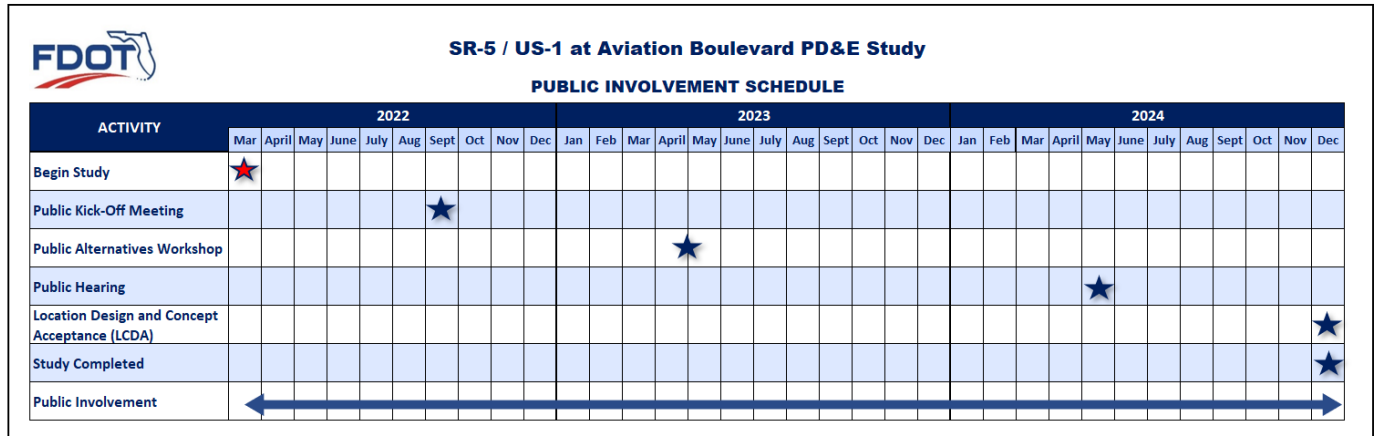 FDOT
SR-5 / US-1 at Aviation Boulevard PD&E Study
PUBLIC INVOLVEMENT SCHEDULE
ACTIVITY 2022 2023 2024
Mar April May June July Aug Sept Oct Nov Dec Jan Feb Mar April May June July Aug Sept Oct Nov Dec Jan Feb Mar April May June July Aug Sept Oct Nov Dec
Begin Study
Public Kick-Off Meeting
Public Alternatives Workshop
Public Hearing
Location Design and Concept
Acceptance (LCDA)
Study Completed
Public Involvement